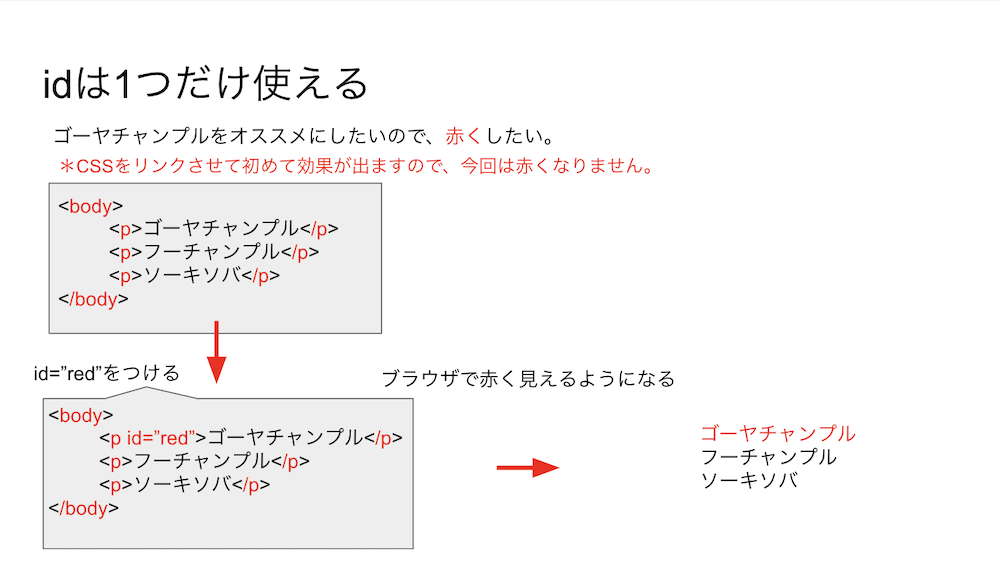 idは1つだけ使える
ゴーヤチャンプルをオススメにしたいので、赤くしたい。
＊CSSをリンクさせて初めて効果が出ますので、今回は赤くなりません。
<body>
<p>ゴーヤチャンプル</p>
<p>フーチャンプル</p>
<p>ソーキソバ</p>
</body>
id=”red”をつける
ブラウザで赤く見えるようになる
<body>
<p id=”red”>ゴーヤチャンプル</p>
<p>フーチャンプル</p>
<p>ソーキソバ</p>
</body>
ゴーヤチャンプル
フーチャンプル
ソーキソバ